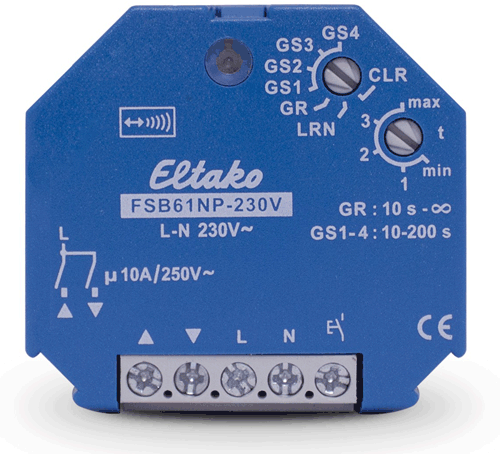 GS4
GS3
GS2
GS1
GR
LRN
CLR
max
3
t
2
min
1
Eltako
FSB61NP-230V
L-N 230V~
GR : 10 s - ∞
GS1-4 : 10-200 s
L
µ 10A/250V~
▲ ▼
▲ ▼ L N
CE